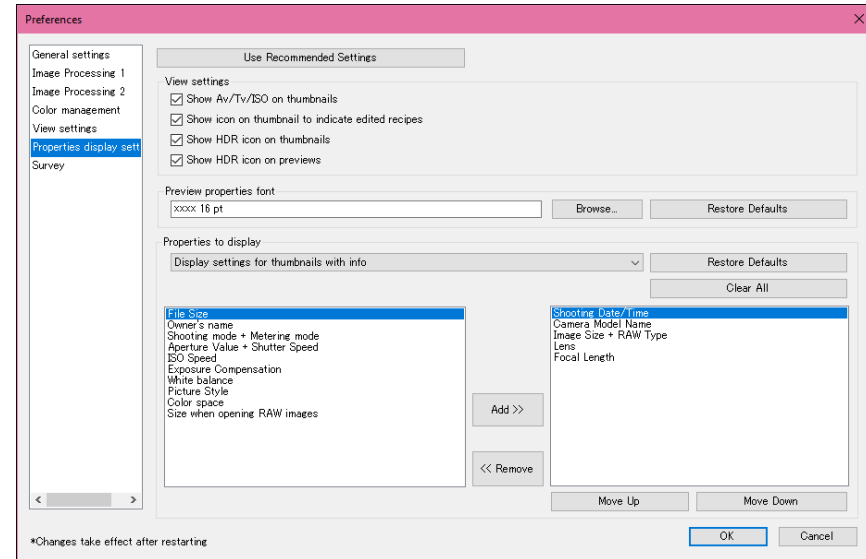 Preferences
General settings
Image Processing 1
Image Processing 2
Color management
View settings
Properties display sett
Survey
Use Recommended Settings
View settings
Show Av/Tv/ISO on thumbnails
Show icon on thumbnail to indicate edited recipes
Show HDR icon on thumbnails
Show HDR icon on previews
Preview properties font
xxxx 16 pt
Browse...
Restore Defaults
Properties to display
Display settings for thumbnails with info
Restore Defaults
Clear All
File Size
Owner's name
Shooting mode + Metering mode
Aperture Value + Shutter Speed
ISO Speed
Exposure Compensation
White balance
Picture Style
Color space
Size when opening RAW images
Add >>
<< Remove
Shooting Date/Time
Camera Model Name
Image Size + RAW Type
Lens
Focal Length
Move Up
Move Down
*Changes take effect after restarting
OK
Cancel